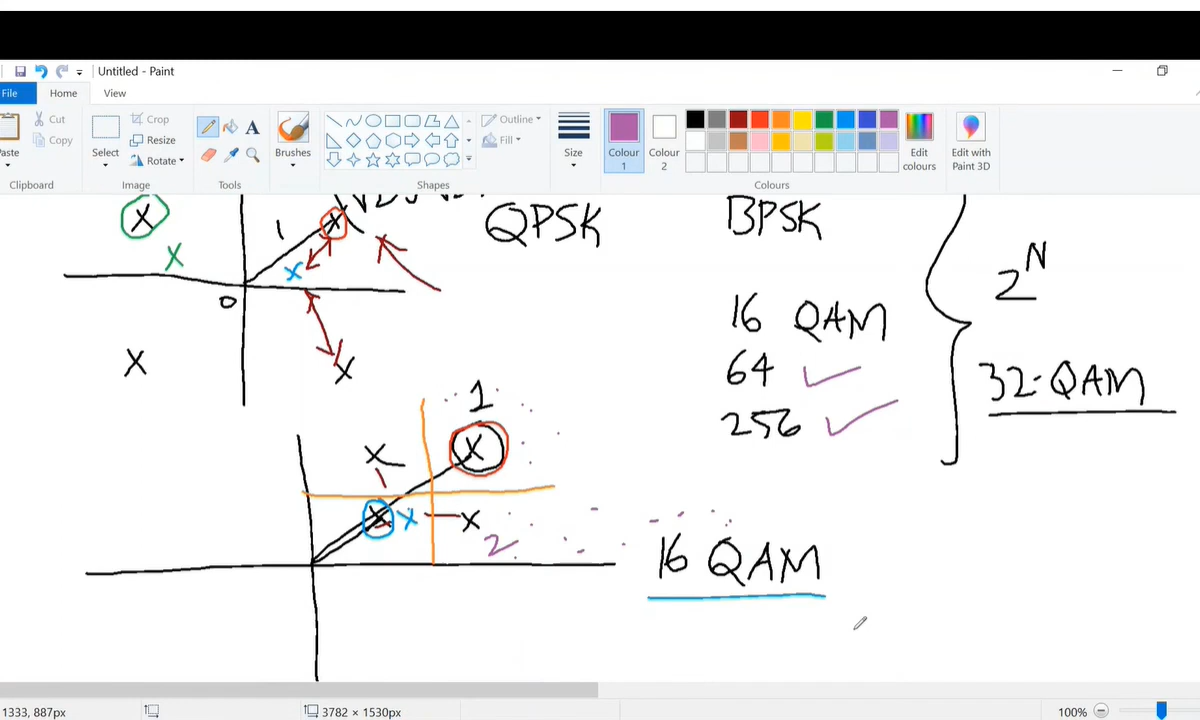 Untitled - Paint
File Home View
Cut
Copy
aste
Clipboard
Select
Crop
Resize
Rotate
Image
A
Tools
Brushes
Outline
Fill
Shapes
Size
Colour 1
Colour 2
Edit colours
Edit with Paint 3D
Colours
X
X
1
X
X
0
X
X
QPSK
BPSK
16 QAM
64
256
2^N
32-QAM
1
X
X
X
X
X
2
16 QAM
1333, 887px
3782 × 1530px
100%